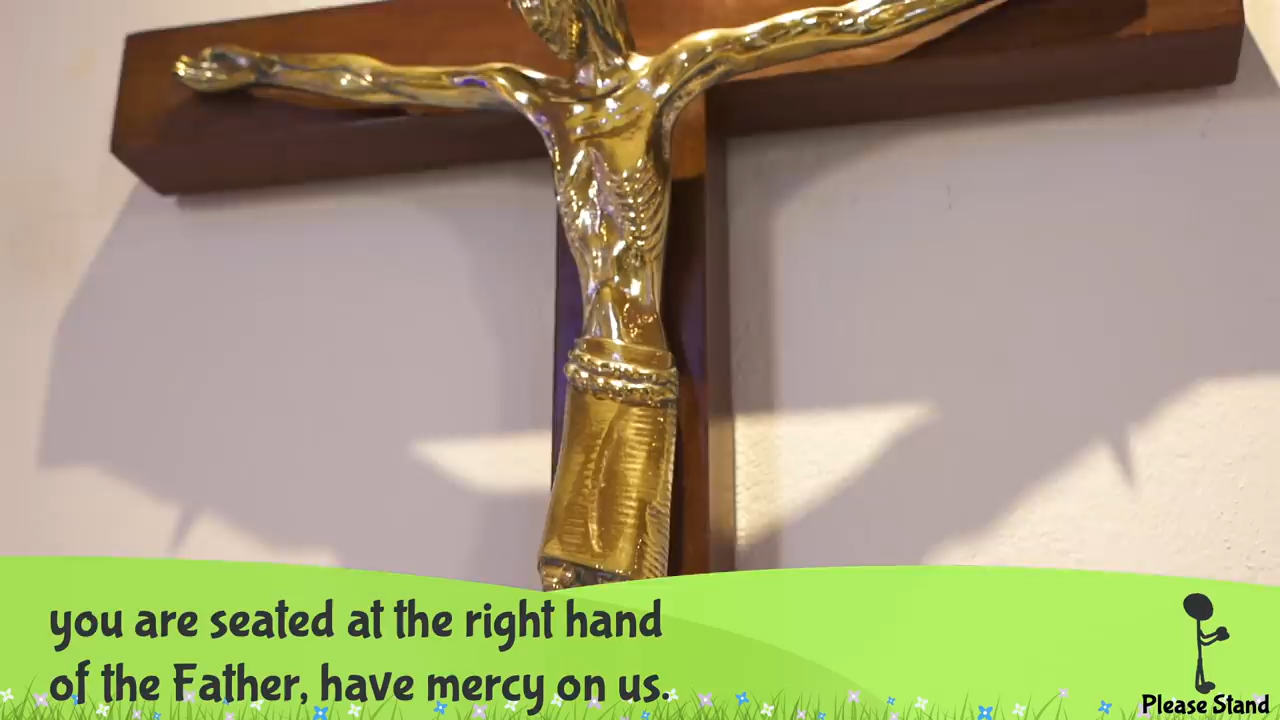 you are seated at the right hand
of the Father, have mercy on us.
Please Stand